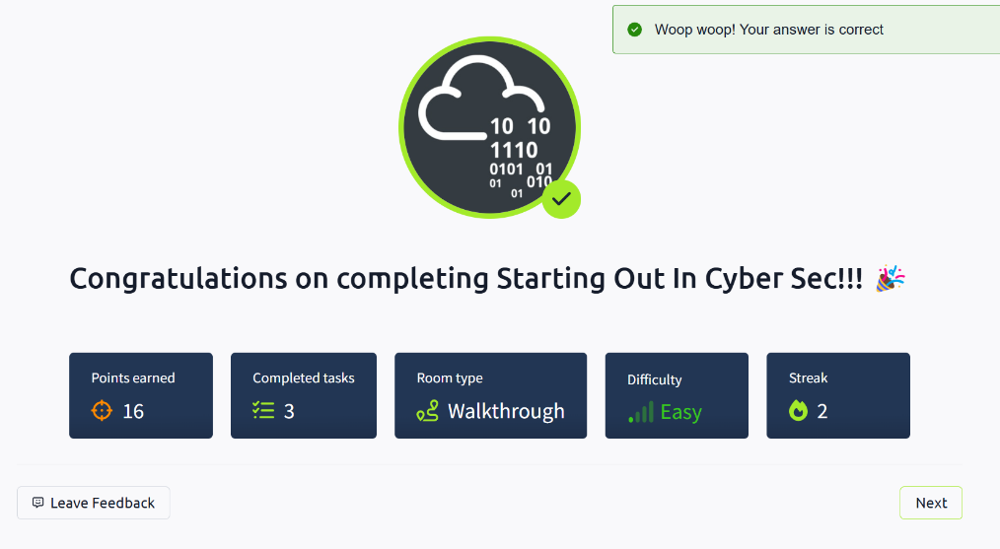 Woop woop! Your answer is correct
10 10
1110
0101 01
01 010
01
Congratulations on completing Starting Out In Cyber Sec!!!
Points earned
16
Completed tasks
3
Room type
Walkthrough
Difficulty
Easy
Streak
2
Leave Feedback
Next